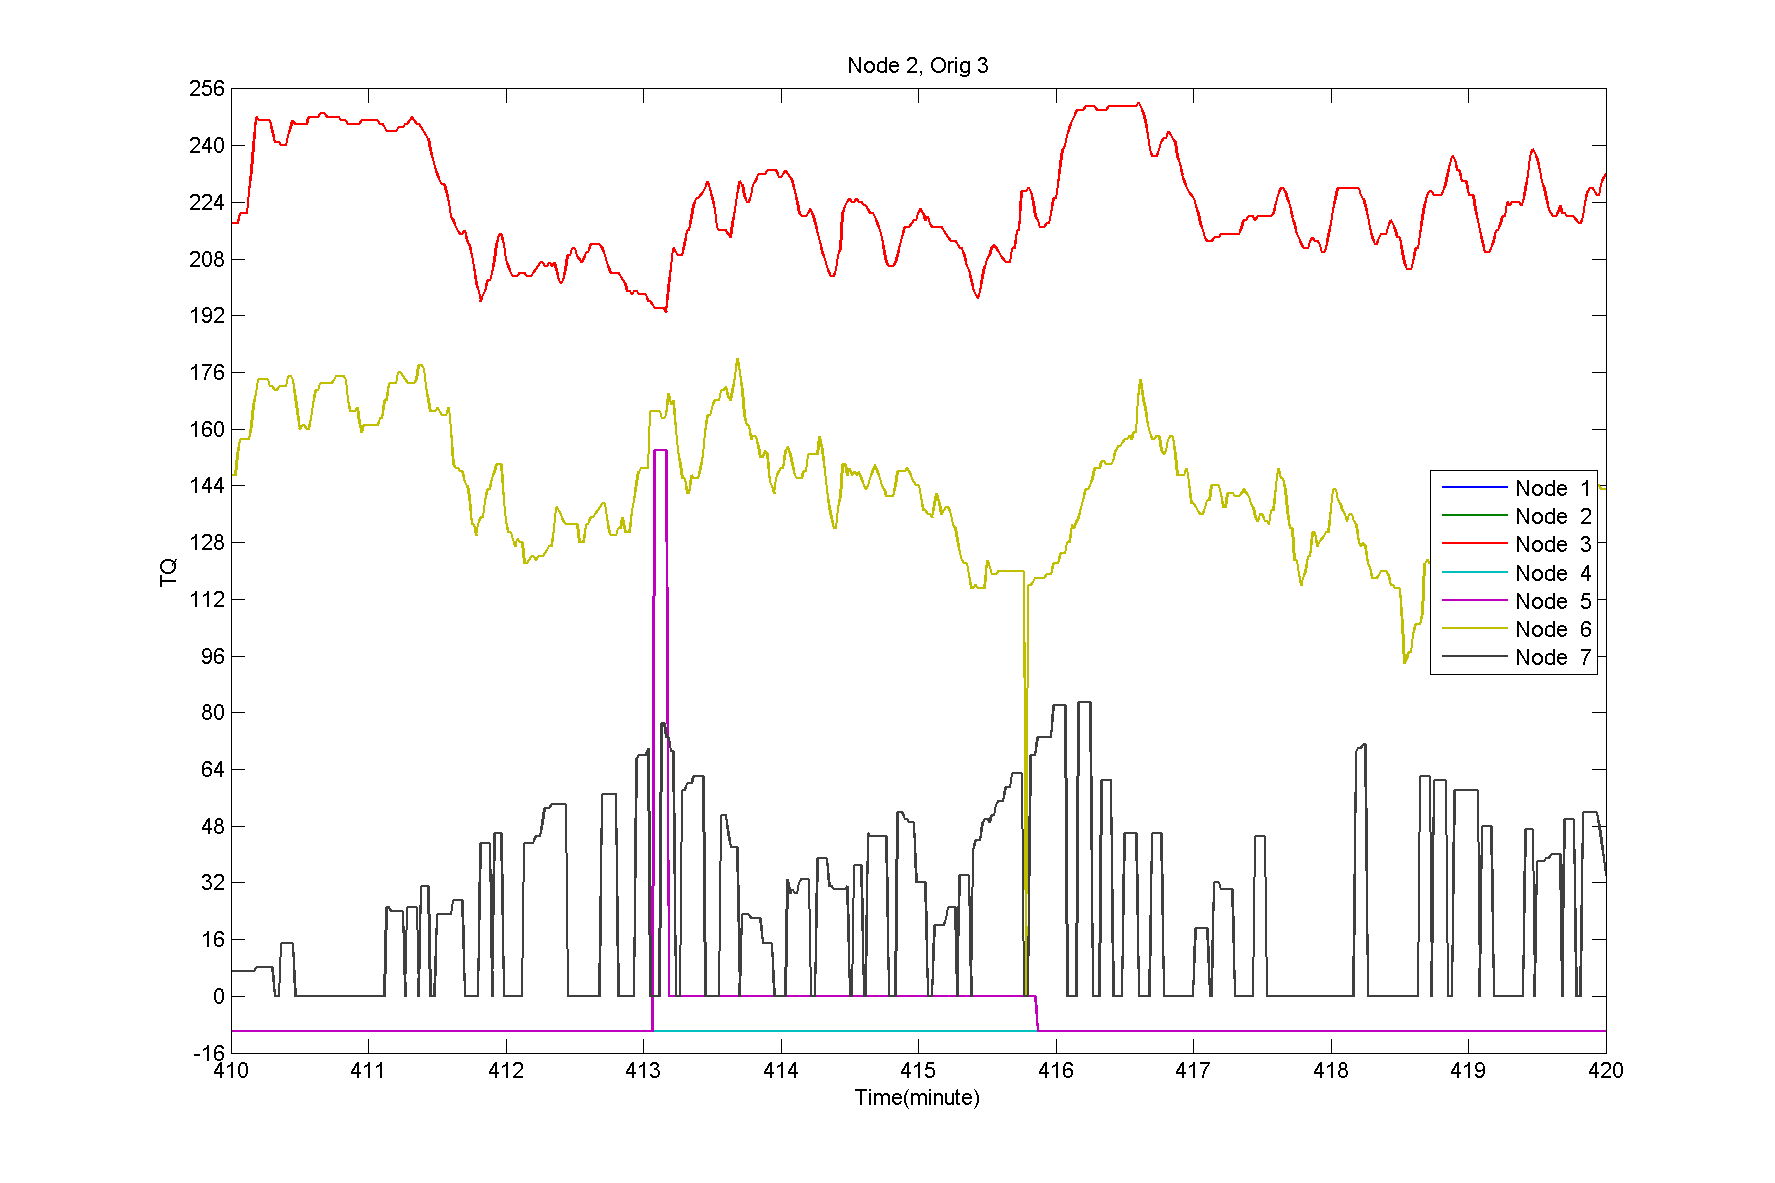 Node 2, Orig 3
256
240
224
208
192
176
160
144
128
112
96
80
64
48
32
16
0
-16
TQ
Node 1
Node 2
Node 3
Node 4
Node 5
Node 6
Node 7
410 411 412 413 414 415 416 417 418 419 420
Time(minute)